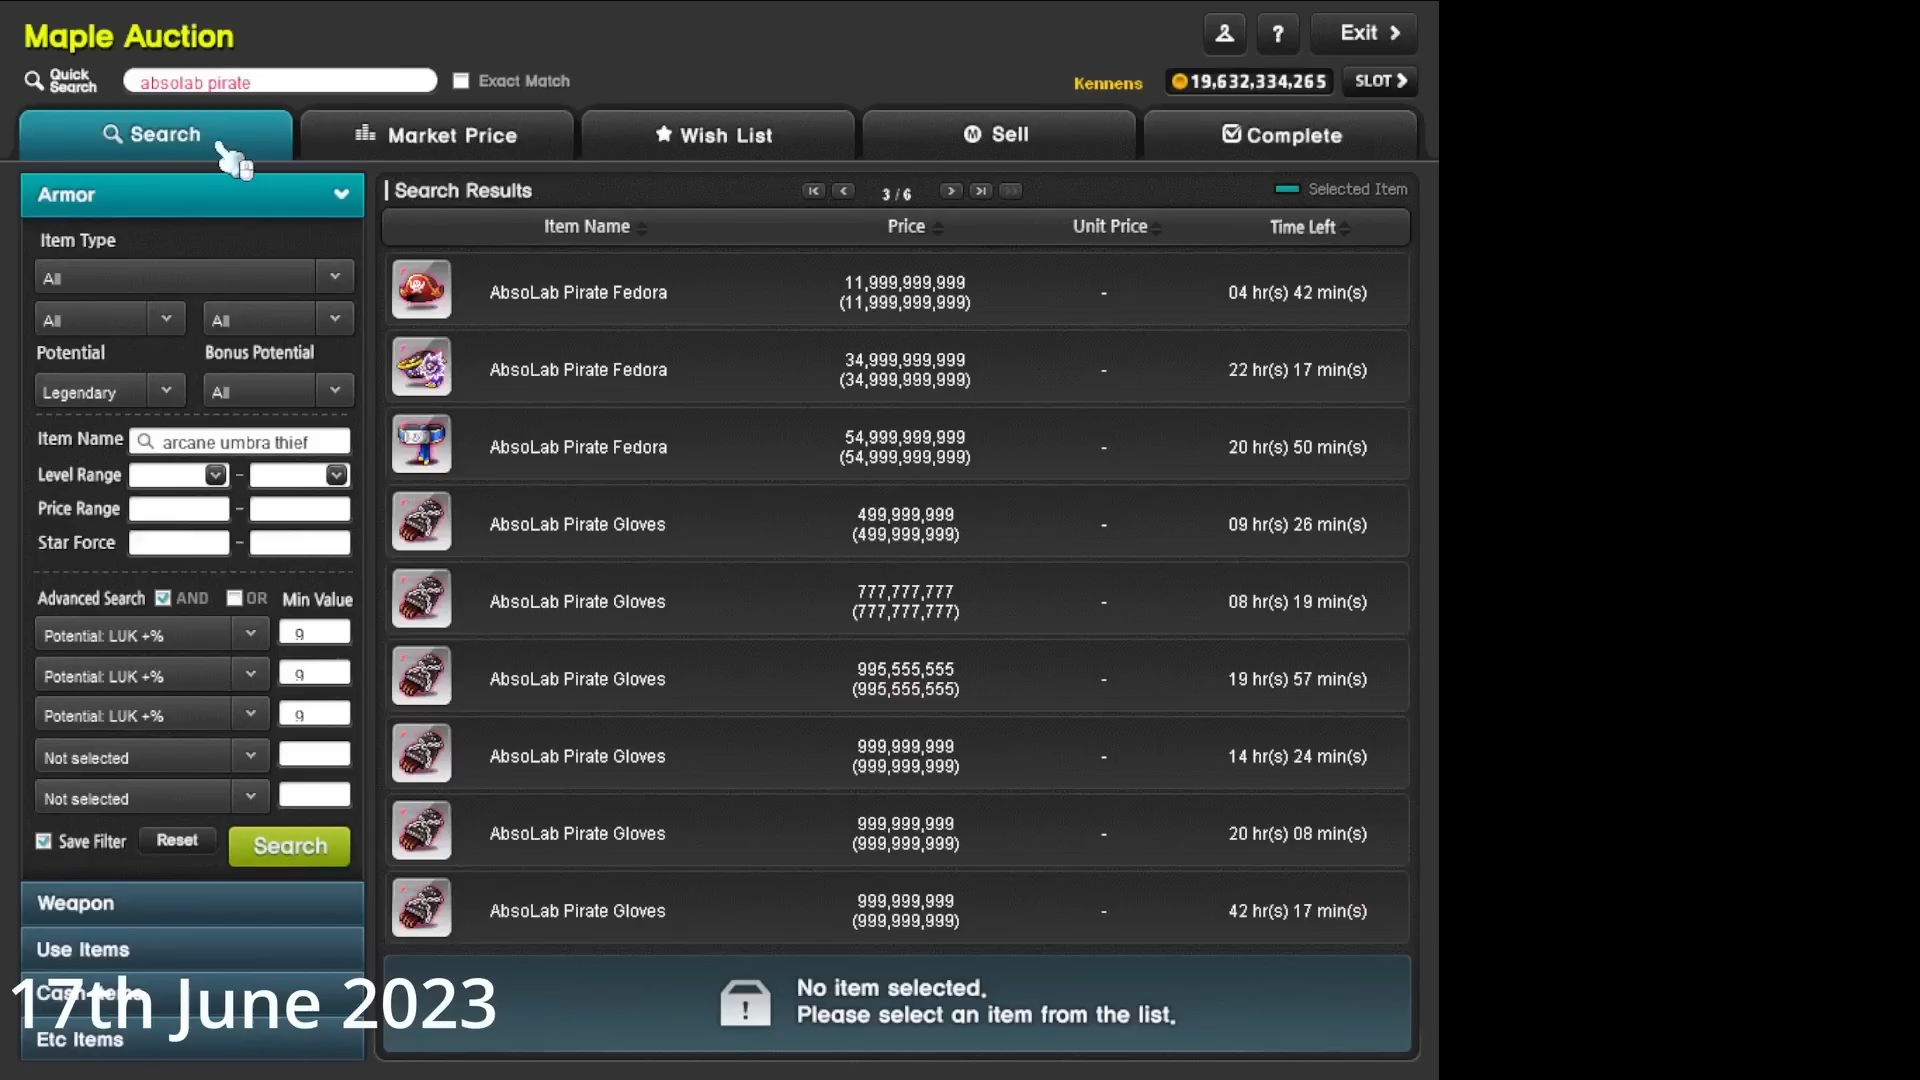 Maple Auction
?
Exit
Quick Search
absolab pirate
Exact Match
Kennens
19,632,334,265
SLOT
Search
Market Price
Wish List
Sell
Complete
Armor
Item Type
All
All
All
Potential
Bonus Potential
Legendary
All
Item Name
arcane umbra thief
Level Range
-
Price Range
-
Star Force
-
Advanced Search
AND
OR
Min Value
Potential: LUK +%
9
Potential: LUK +%
9
Potential: LUK +%
9
Not selected
Not selected
Save Filter
Reset
Search
Weapon
Use Items
Cash Items
Etc Items
17th June 2023
Search Results
3 / 6
Selected Item
Item Name
Price
Unit Price
Time Left
AbsoLab Pirate Fedora
11,999,999,999
(11,999,999,999)
-
04 hr(s) 42 min(s)
AbsoLab Pirate Fedora
34,999,999,999
(34,999,999,999)
-
22 hr(s) 17 min(s)
AbsoLab Pirate Fedora
54,999,999,999
(54,999,999,999)
-
20 hr(s) 50 min(s)
AbsoLab Pirate Gloves
499,999,999
(499,999,999)
-
09 hr(s) 26 min(s)
AbsoLab Pirate Gloves
777,777,777
(777,777,777)
-
08 hr(s) 19 min(s)
AbsoLab Pirate Gloves
995,555,555
(995,555,555)
-
19 hr(s) 57 min(s)
AbsoLab Pirate Gloves
999,999,999
(999,999,999)
-
14 hr(s) 24 min(s)
AbsoLab Pirate Gloves
999,999,999
(999,999,999)
-
20 hr(s) 08 min(s)
AbsoLab Pirate Gloves
999,999,999
(999,999,999)
-
42 hr(s) 17 min(s)
No item selected.
Please select an item from the list.